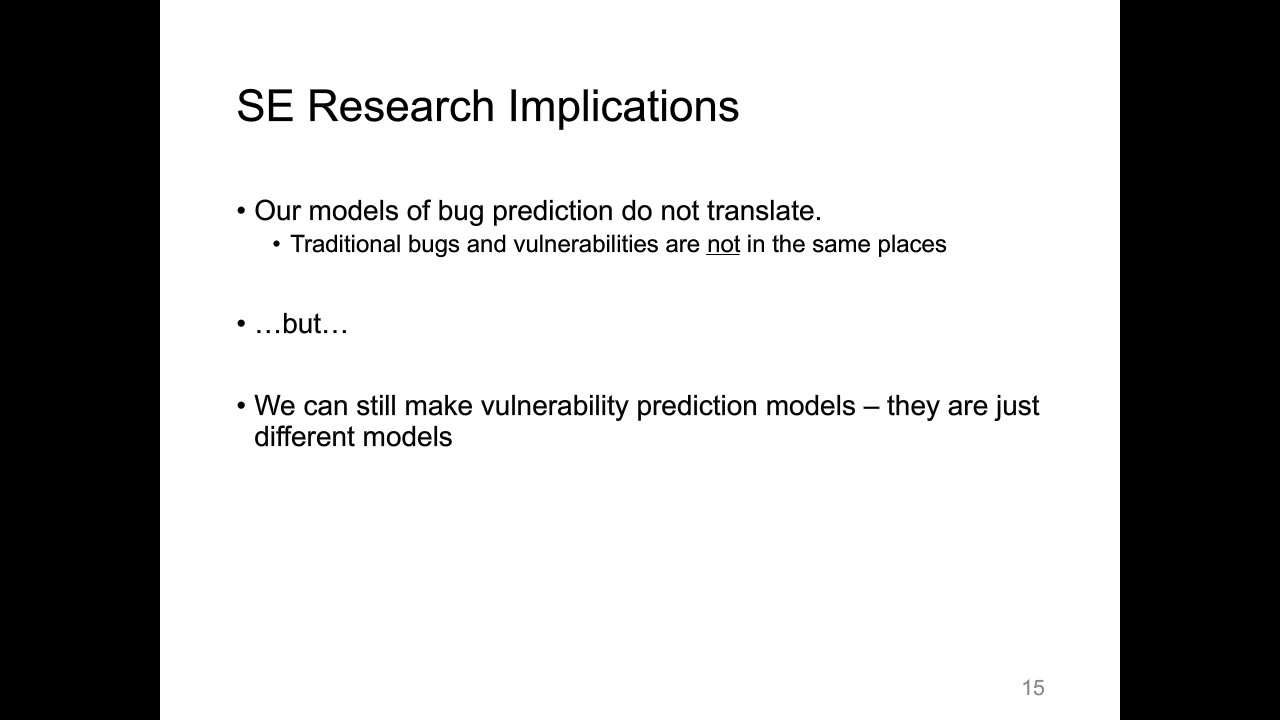 SE Research Implications
• Our models of bug prediction do not translate.
• Traditional bugs and vulnerabilities are not in the same places
• …but…
• We can still make vulnerability prediction models – they are just
different models
15